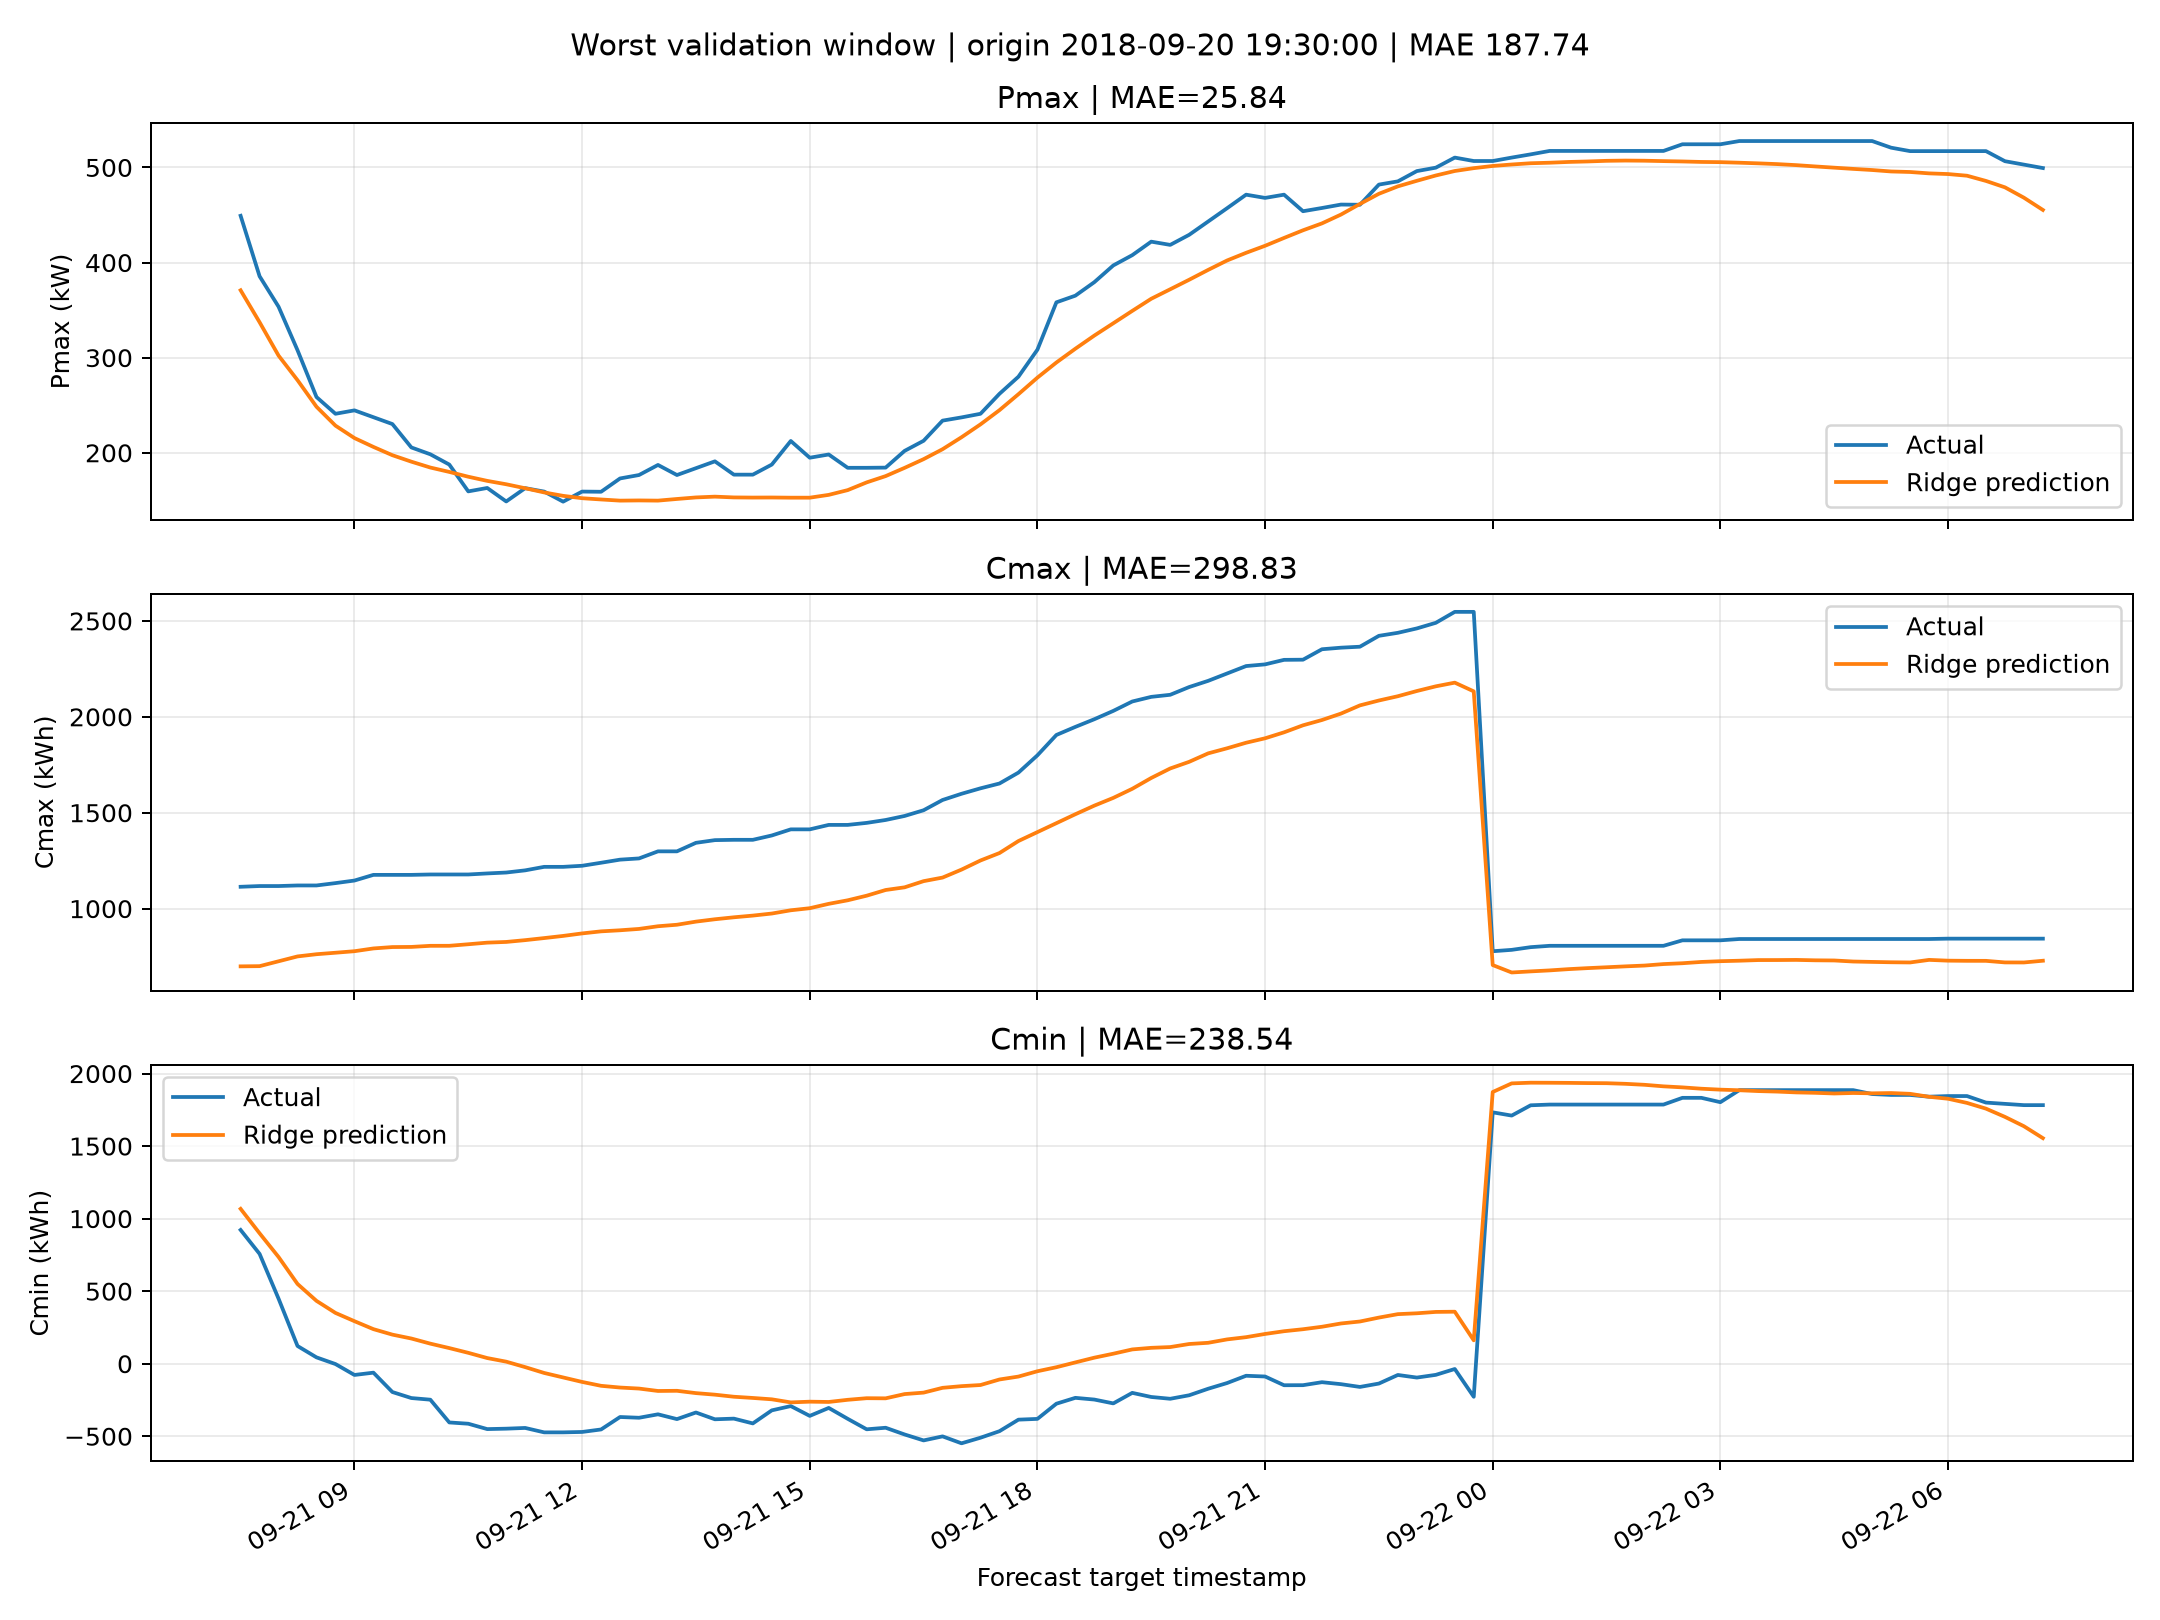 Worst validation window | origin 2018-09-20 19:30:00 | MAE 187.74
Pmax | MAE=25.84
Pmax (kW)
500
400
300
200
Actual
Ridge prediction
Cmax | MAE=298.83
Cmax (kWh)
2500
2000
1500
1000
Actual
Ridge prediction
Cmin | MAE=238.54
Cmin (kWh)
2000
1500
1000
500
0
−500
Actual
Ridge prediction
09-21 09
09-21 12
09-21 15
09-21 18
09-21 21
09-22 00
09-22 03
09-22 06
Forecast target timestamp